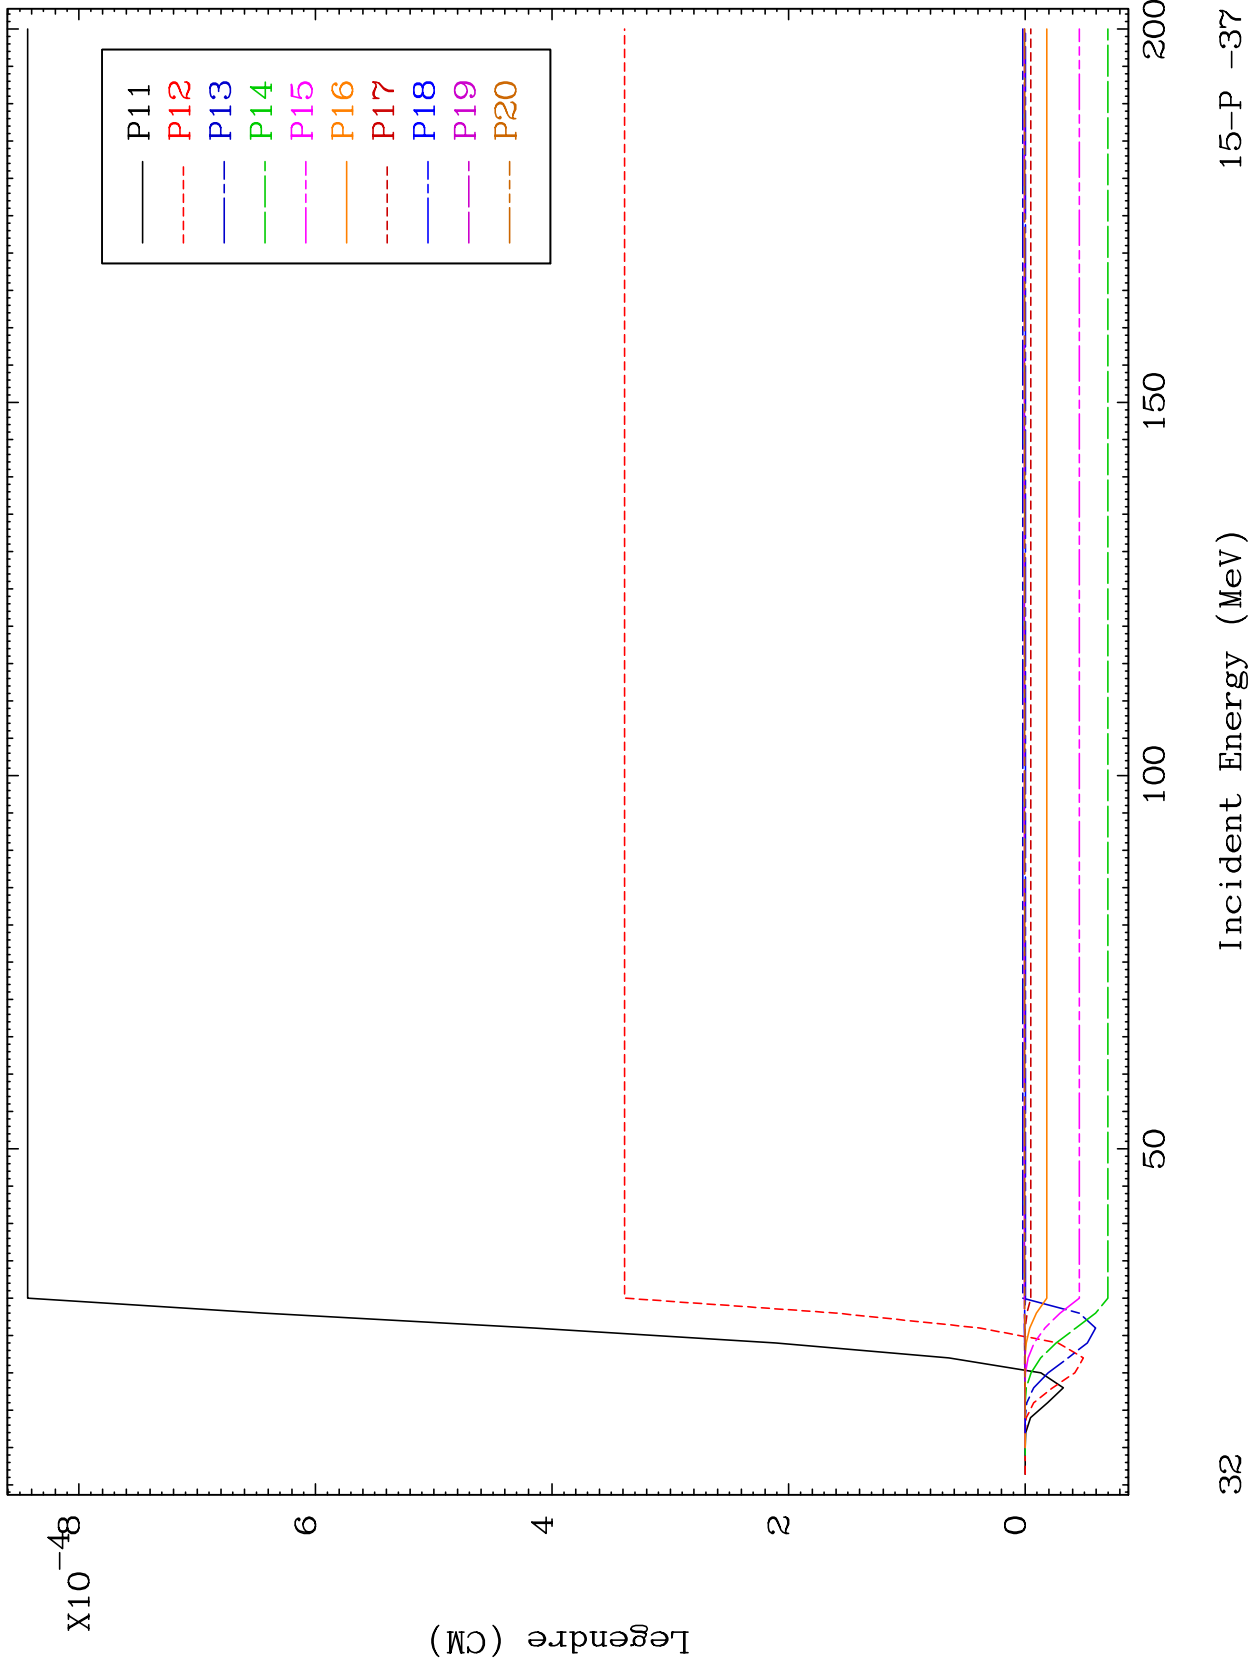 X10-4
8
6
4
2
0
Legendre (CM)
P11
P12
P13
P14
P15
P16
P17
P18
P19
P20
50
100
150
200
Incident Energy (MeV)
32
15-P -37